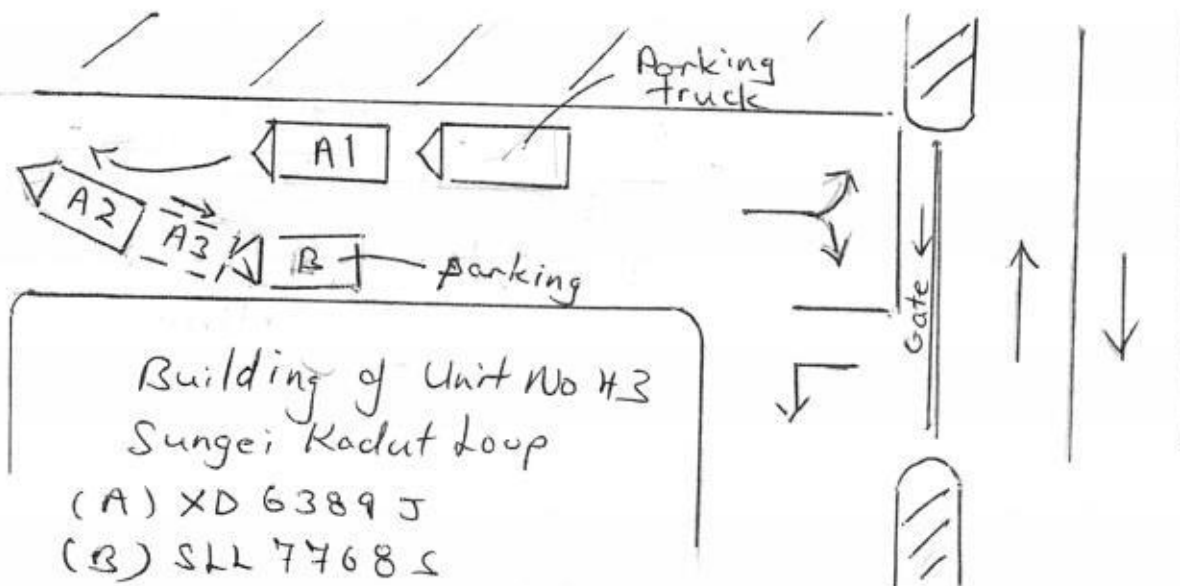 Parking
truck
A1
A2
A3
B
parking
Gate
Building of Unit No 43
Sungei Kadut Loop
(A) XD 6389 J
(B) SLL 7768 S